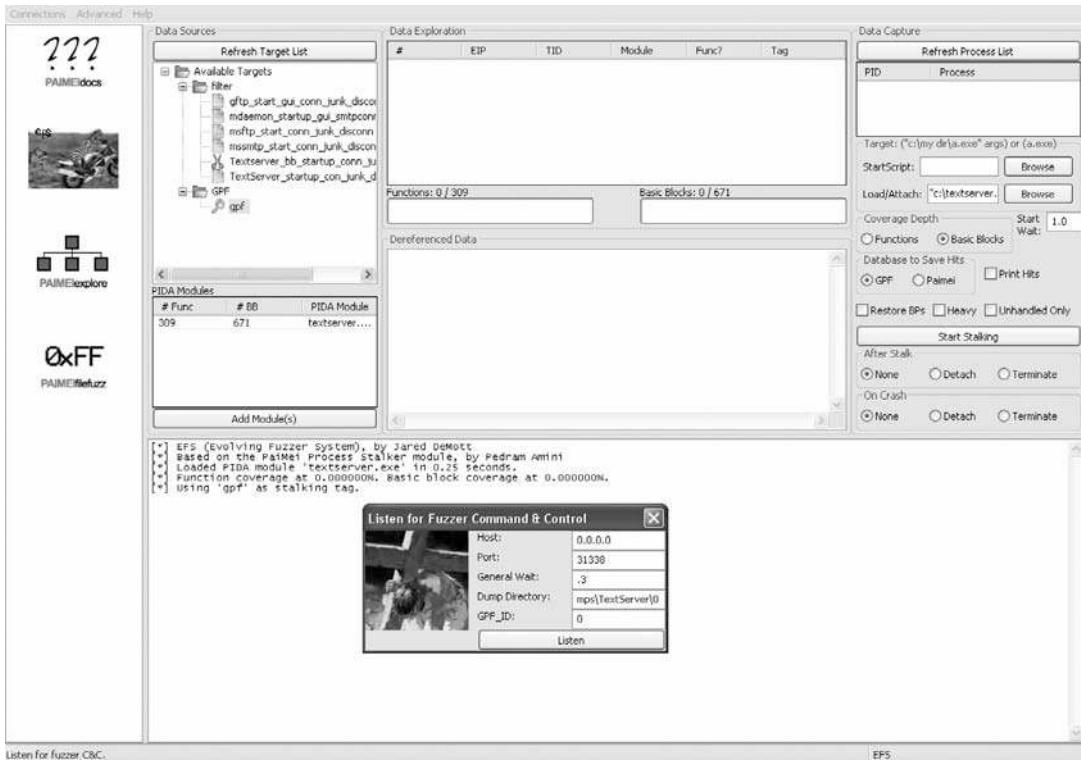 Connections Advanced Help
???
PAIMEIdocs
efs
PAIMEIexplore
0xFF
PAIMEIfilefuzz
Data Sources
Refresh Target List
Available Targets
filter
gftp_start_gui_conn_junk_discor
mdaemon_startup_gui_smtpconr
msftp_start_conn_junk_disconn
mssmtp_start_conn_junk_disconn
Textserver_bb_startup_conn_ju
TextServer_startup_con_junk_d
GPF
gpf
PIDA Modules
# Func # BB PIDA Module
309 671 textserver....
Add Module(s)
Data Exploration
# EIP TID Module Func? Tag
Functions: 0 / 309 Basic Blocks: 0 / 671
Dereferenced Data
Data Capture
Refresh Process List
PID Process
Target: ("c:\my dir\a.exe" args) or (a.exe)
StartScript: Browse
Load/Attach: "c:\textserver. Browse
Coverage Depth
Functions Basic Blocks
Start Wait: 1.0
Database to Save Hits
GPF Paimei Print Hits
Restore BPs Heavy Unhandled Only
Start Stalking
After Stalk
None Detach Terminate
On Crash
None Detach Terminate
[*] EFS (Evolving Fuzzer System), by Jared DeMott
[*] Based on the PaiMei Process Stalker module, by Pedram Amini
[*] Loaded PIDA module 'textserver.exe' in 0.25 seconds.
[*] Function coverage at 0.000000%. Basic block coverage at 0.000000%.
[*] Using 'gpf' as stalking tag.
Listen for Fuzzer Command & Control
Host: 0.0.0.0
Port: 31338
General Wait: .3
Dump Directory: mps\TextServer\0
GPF_ID: 0
Listen
Listen for fuzzer C&C. EFS